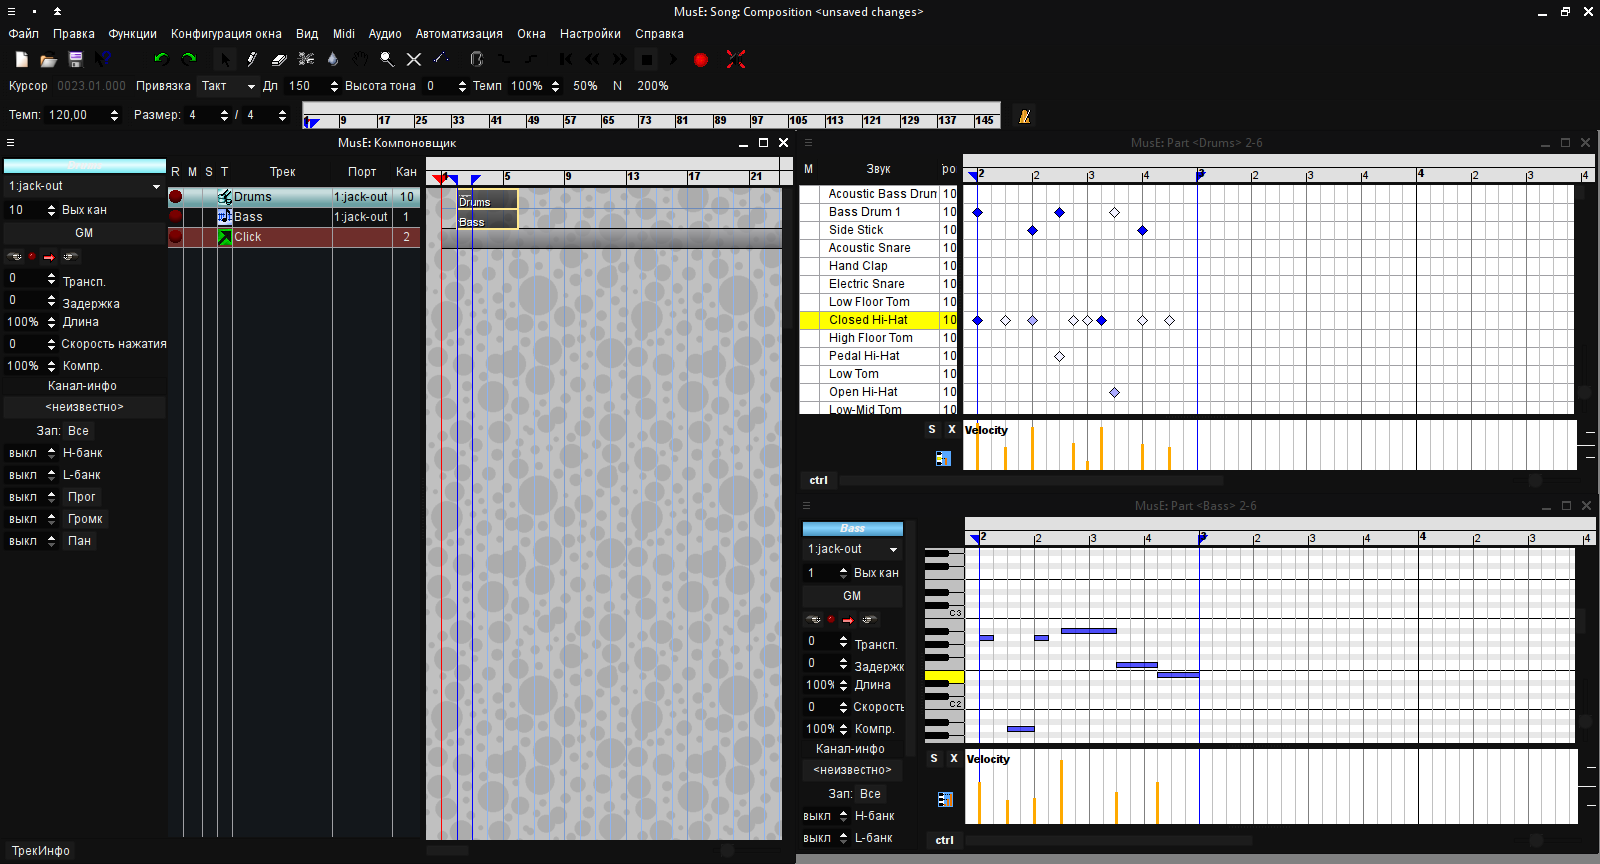 MusE: Song: Composition <unsaved changes>
Файл Правка Функции Конфигурация окна Вид Midi Аудио Автоматизация Окна Настройки Справка
Курсор 0023.01.000 Привязка Такт Дл 150 Высота тона 0 Темп 100% 50% N 200%
Темп: 120,00 Размер: 4 / 4
1 9 17 25 33 41 49 57 65 73 81 89 97 105 113 121 129 137 145
MusE: Компоновщик
1:jack-out
10 Вых кан
GM
0 Трансп.
0 Задержка
100% Длина
0 Скорость нажатия
100% Компр.
Канал-инфо
<неизвестно>
Зап: Все
выкл H-банк
выкл L-банк
выкл Прог
выкл Громк
выкл Пан
ТрекИнфо
R M S T Трек Порт Кан
Drums 1:jack-out 10
Bass 1:jack-out 1
Click 2
1 5 9 13 17 21
Drums
Bass
MusE: Part <Drums> 2-6
M Звук ро
2 2 3 4 3 2 3 4 4 2 3 4
Acoustic Bass Drum 10
Bass Drum 1 10
Side Stick 10
Acoustic Snare 10
Hand Clap 10
Electric Snare 10
Low Floor Tom 10
Closed Hi-Hat 10
High Floor Tom 10
Pedal Hi-Hat 10
Low Tom 10
Open Hi-Hat 10
Low-Mid Tom 10
S X Velocity
ctrl
MusE: Part <Bass> 2-6
Bass
1:jack-out
1 Вых кан
GM
0 Трансп.
0 Задержк
100% Длина
0 Скорость
100% Компр.
Канал-инфо
<неизвестно>
Зап: Все
выкл H-банк
выкл L-банк
2 2 3 4 3 2 3 4 4 2 3 4
C3
C2
S X Velocity
ctrl